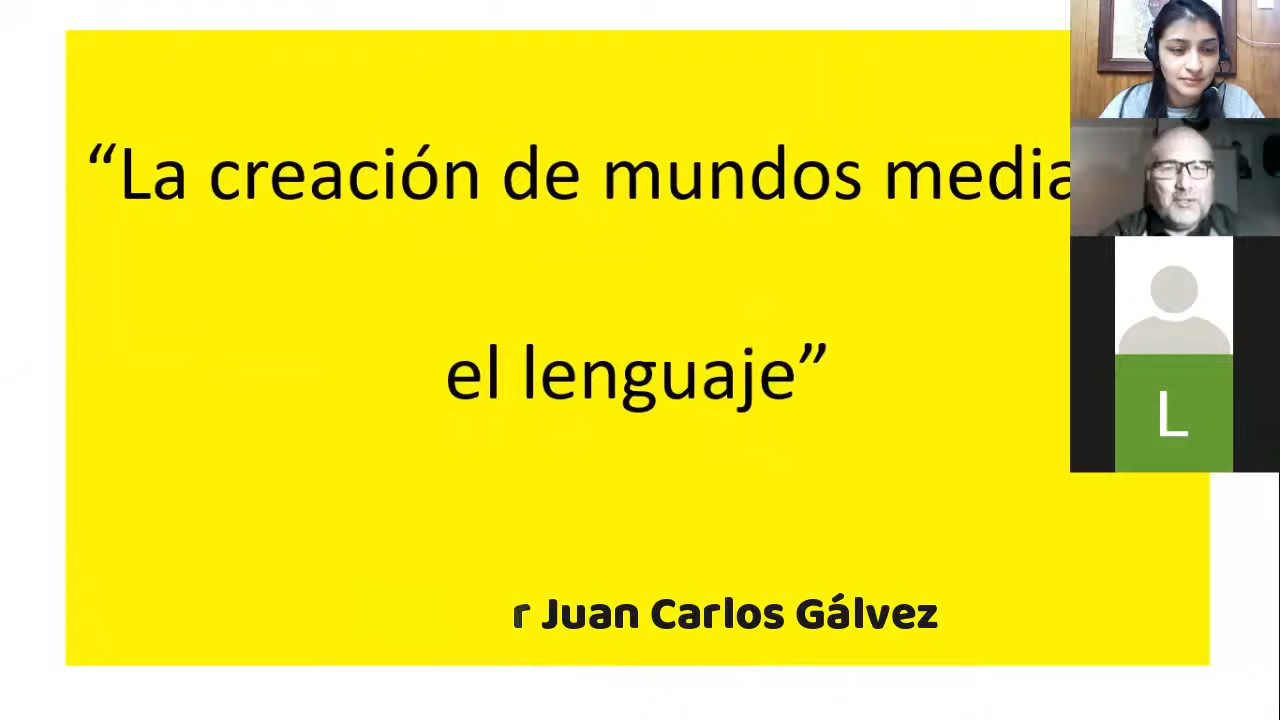 “La creación de mundos media
el lenguaje”
r Juan Carlos Gálvez
L